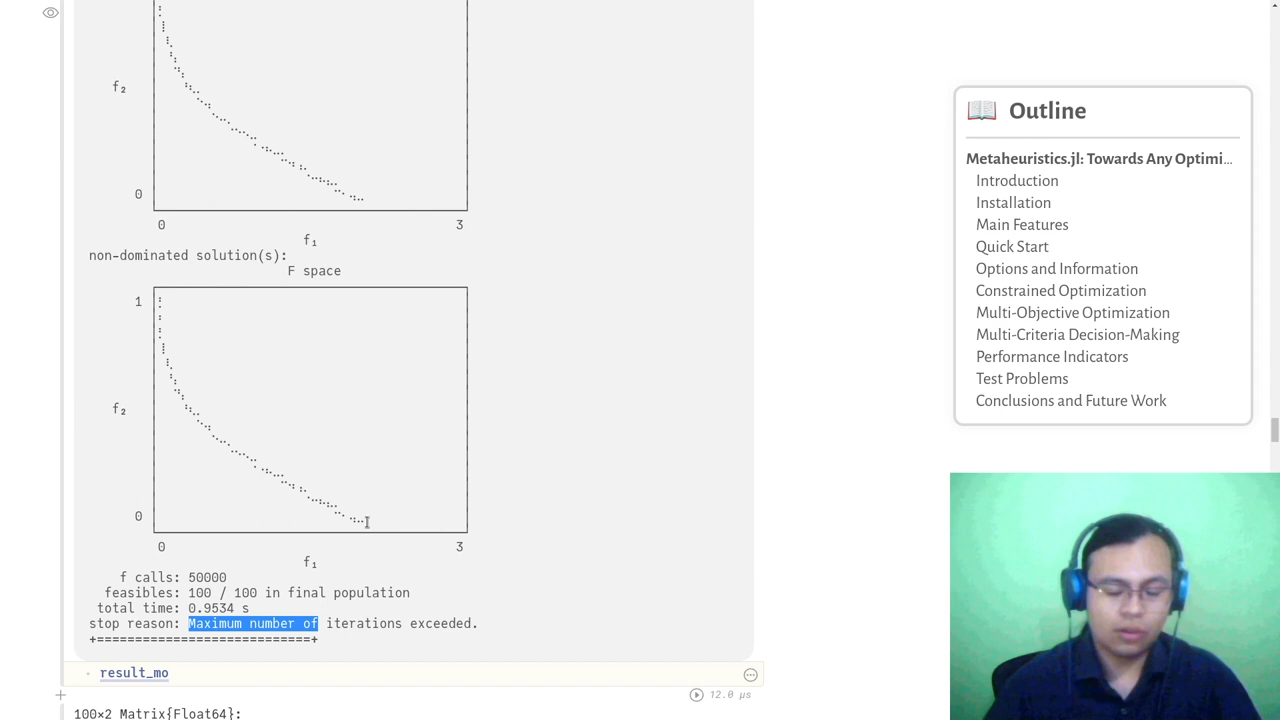 f₂
0
0 3
f₁
non-dominated solution(s):
F space
1
f₂
0
0 3
f₁
f calls: 50000
feasibles: 100 / 100 in final population
total time: 0.9534 s
stop reason: Maximum number of iterations exceeded.
+===========================+
result_mo
12.0 μs
100×2 Matrix{Float64}:
📖 Outline
Metaheuristics.jl: Towards Any Optimi…
Introduction
Installation
Main Features
Quick Start
Options and Information
Constrained Optimization
Multi-Objective Optimization
Multi-Criteria Decision-Making
Performance Indicators
Test Problems
Conclusions and Future Work